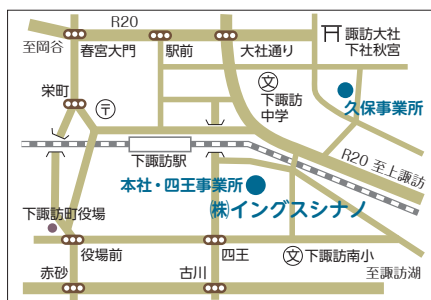 R20
至岡谷
春宮大門
駅前
大社通り
諏訪大社
下社秋宮
栄町
〒
文
下諏訪
中学
久保事業所
下諏訪駅
R20 至上諏訪
本社・四王事業所
㈱イングスシナノ
下諏訪町役場
役場前
四王
文
下諏訪南小
赤砂
古川
至諏訪湖